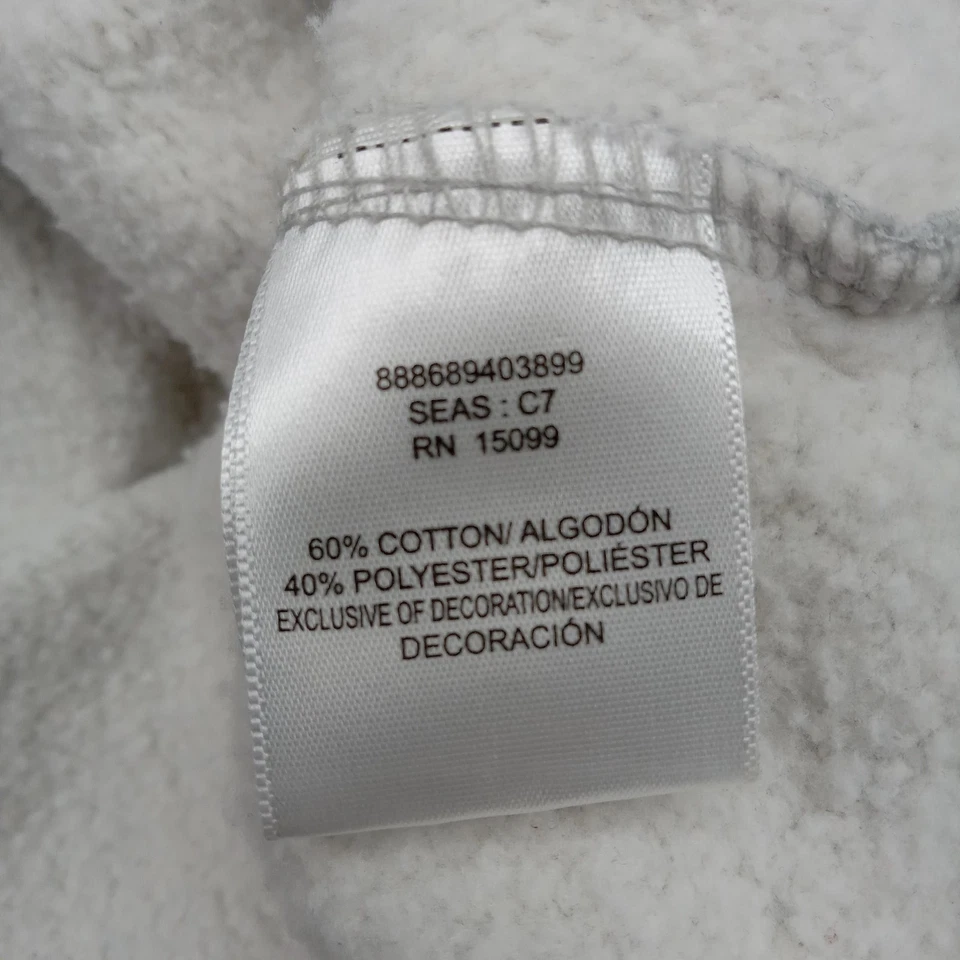 888689403899
SEAS : C7
RN 15099
60% COTTON/ ALGODÓN
40% POLYESTER/POLIÉSTER
EXCLUSIVE OF DECORATION/EXCLUSIVO DE
DECORACIÓN